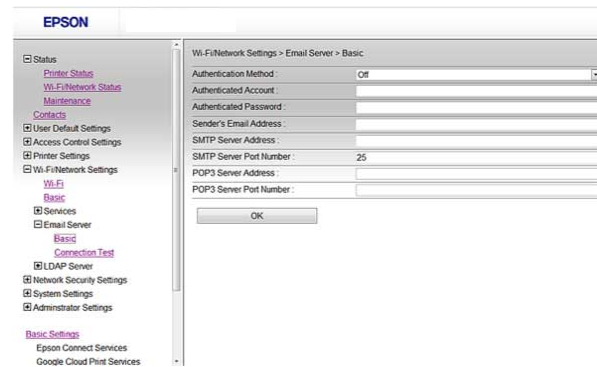 EPSON
Status
Printer Status
Wi-Fi/Network Status
Maintenance
Contacts
User Default Settings
Access Control Settings
Printer Settings
Wi-Fi/Network Settings
Wi-Fi
Basic
Services
Email Server
Basic
Connection Test
LDAP Server
Network Security Settings
System Settings
Adminstrator Settings
Basic Settings
Epson Connect Services
Google Cloud Print Services
Wi-Fi/Network Settings > Email Server > Basic
Authentication Method : Off
Authenticated Account :
Authenticated Password :
Sender's Email Address :
SMTP Server Address :
SMTP Server Port Number : 25
POP3 Server Address :
POP3 Server Port Number :
OK